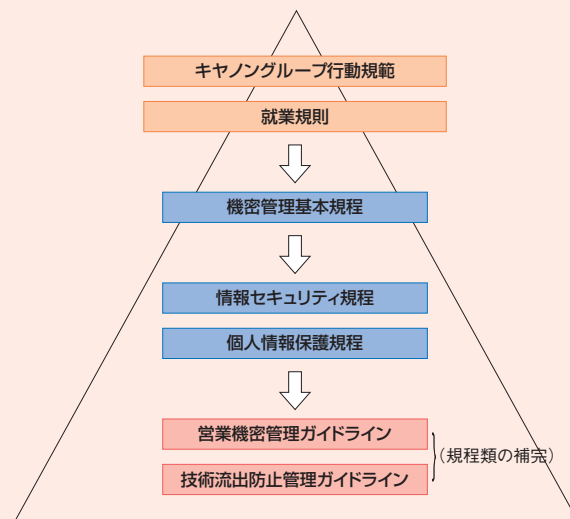 キヤノングループ行動規範
就業規則
機密管理基本規程
情報セキュリティ規程
個人情報保護規程
営業機密管理ガイドライン
(規程類の補完)
技術流出防止管理ガイドライン